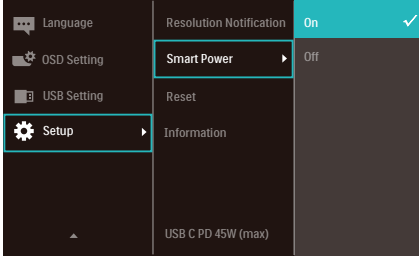 Language
OSD Setting
USB Setting
Setup
Resolution Notification
Smart Power
Reset
Information
USB C PD 45W (max)
On
Off